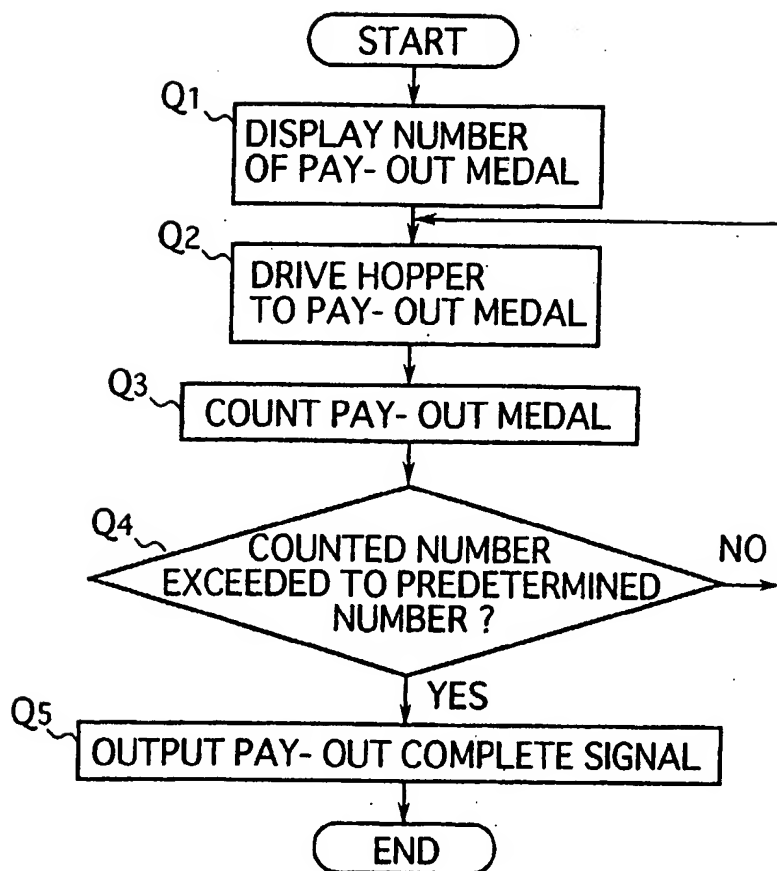 START
Q1
DISPLAY NUMBER
OF PAY- OUT MEDAL
Q2
DRIVE HOPPER
TO PAY- OUT MEDAL
Q3
COUNT PAY- OUT MEDAL
Q4
COUNTED NUMBER
EXCEEDED TO PREDETERMINED
NUMBER ?
NO
YES
Q5
OUTPUT PAY- OUT COMPLETE SIGNAL
END